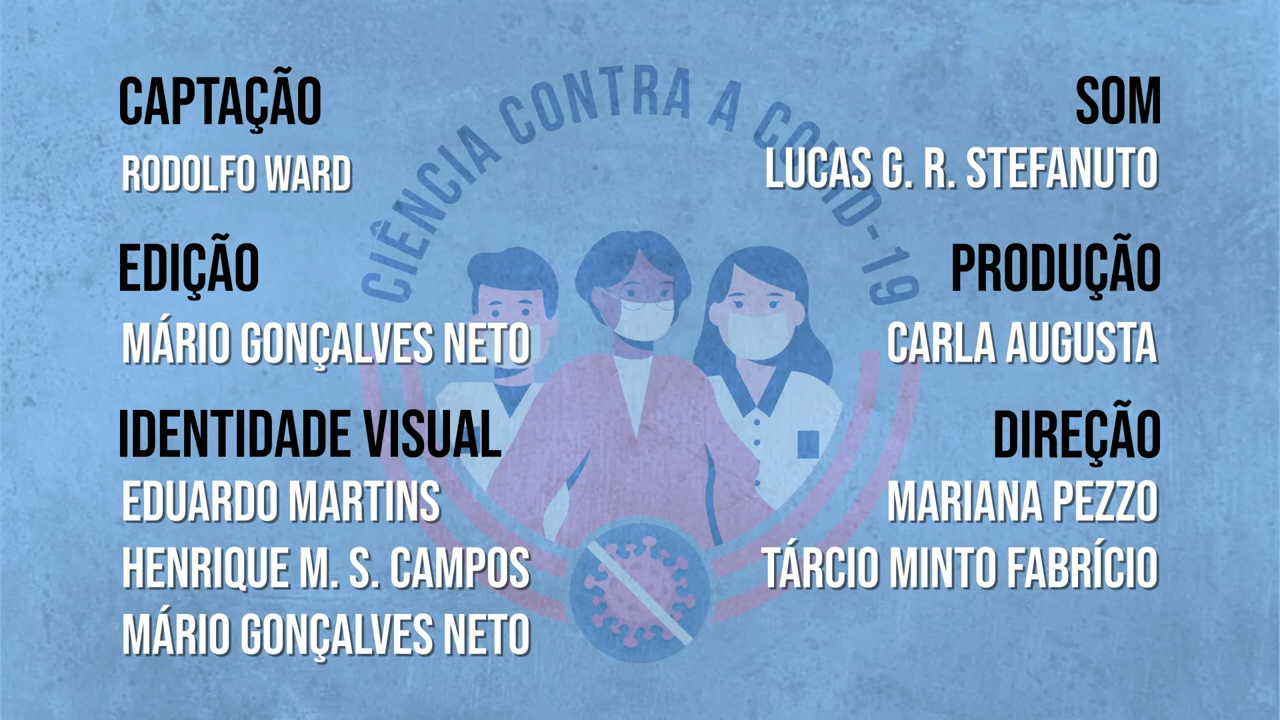 CIÊNCIA CONTRA A COVID-19
CAPTAÇÃO
RODOLFO WARD
EDIÇÃO
MÁRIO GONÇALVES NETO
IDENTIDADE VISUAL
EDUARDO MARTINS
HENRIQUE M. S. CAMPOS
MÁRIO GONÇALVES NETO
SOM
LUCAS G. R. STEFANUTO
PRODUÇÃO
CARLA AUGUSTA
DIREÇÃO
MARIANA PEZZO
TÁRCIO MINTO FABRÍCIO